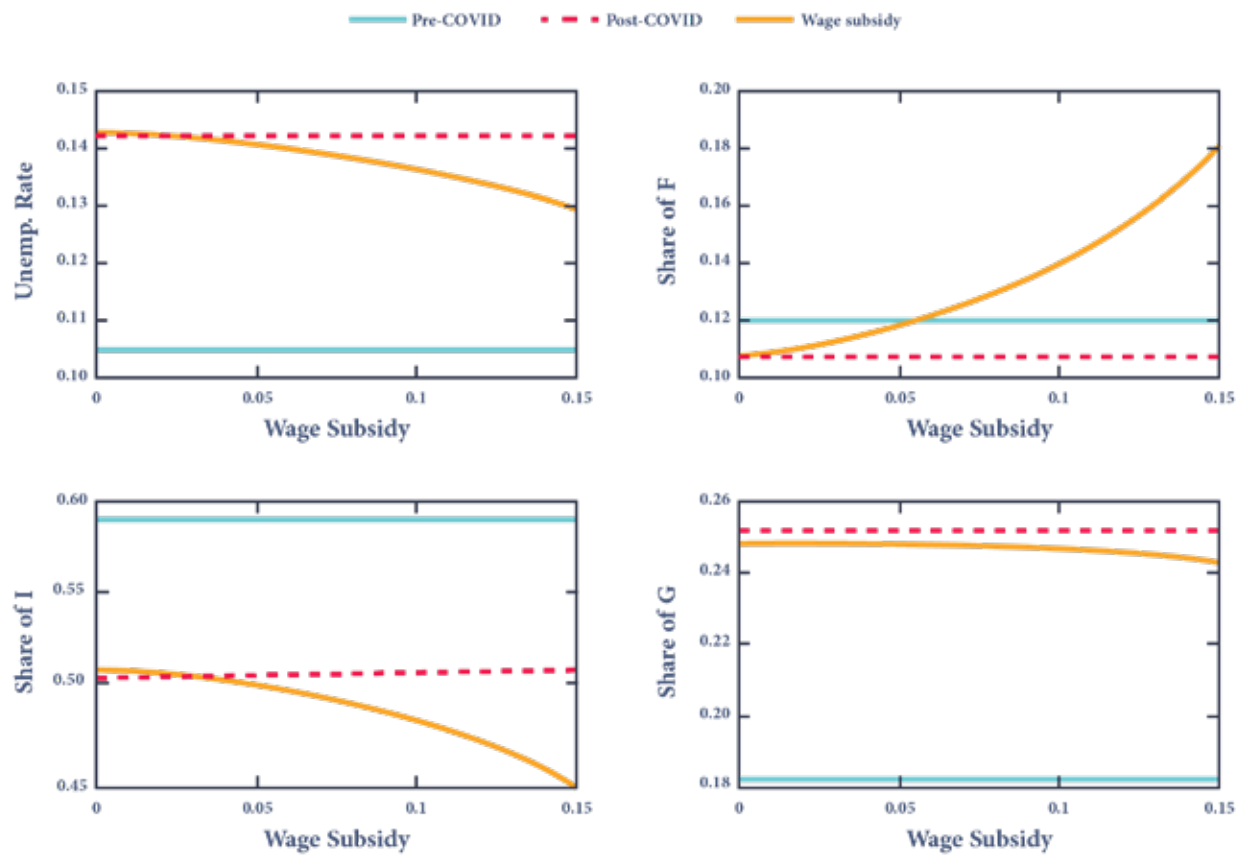 Pre-COVID Post-COVID Wage subsidy
0.15
0.14
0.13
0.12
0.11
0.10
Unemp. Rate
0 0.05 0.1 0.15
Wage Subsidy
0.20
0.18
0.16
0.14
0.12
0.10
Share of F
0 0.05 0.1 0.15
Wage Subsidy
0.60
0.55
0.50
0.45
Share of I
0 0.05 0.1 0.15
Wage Subsidy
0.26
0.24
0.22
0.20
0.18
Share of G
0 0.05 0.1 0.15
Wage Subsidy